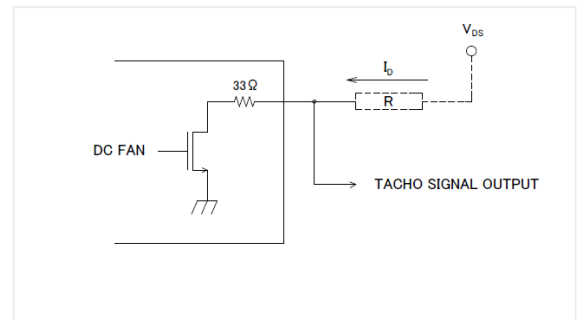 V_DS
I_D
33Ω
R
DC FAN
TACHO SIGNAL OUTPUT